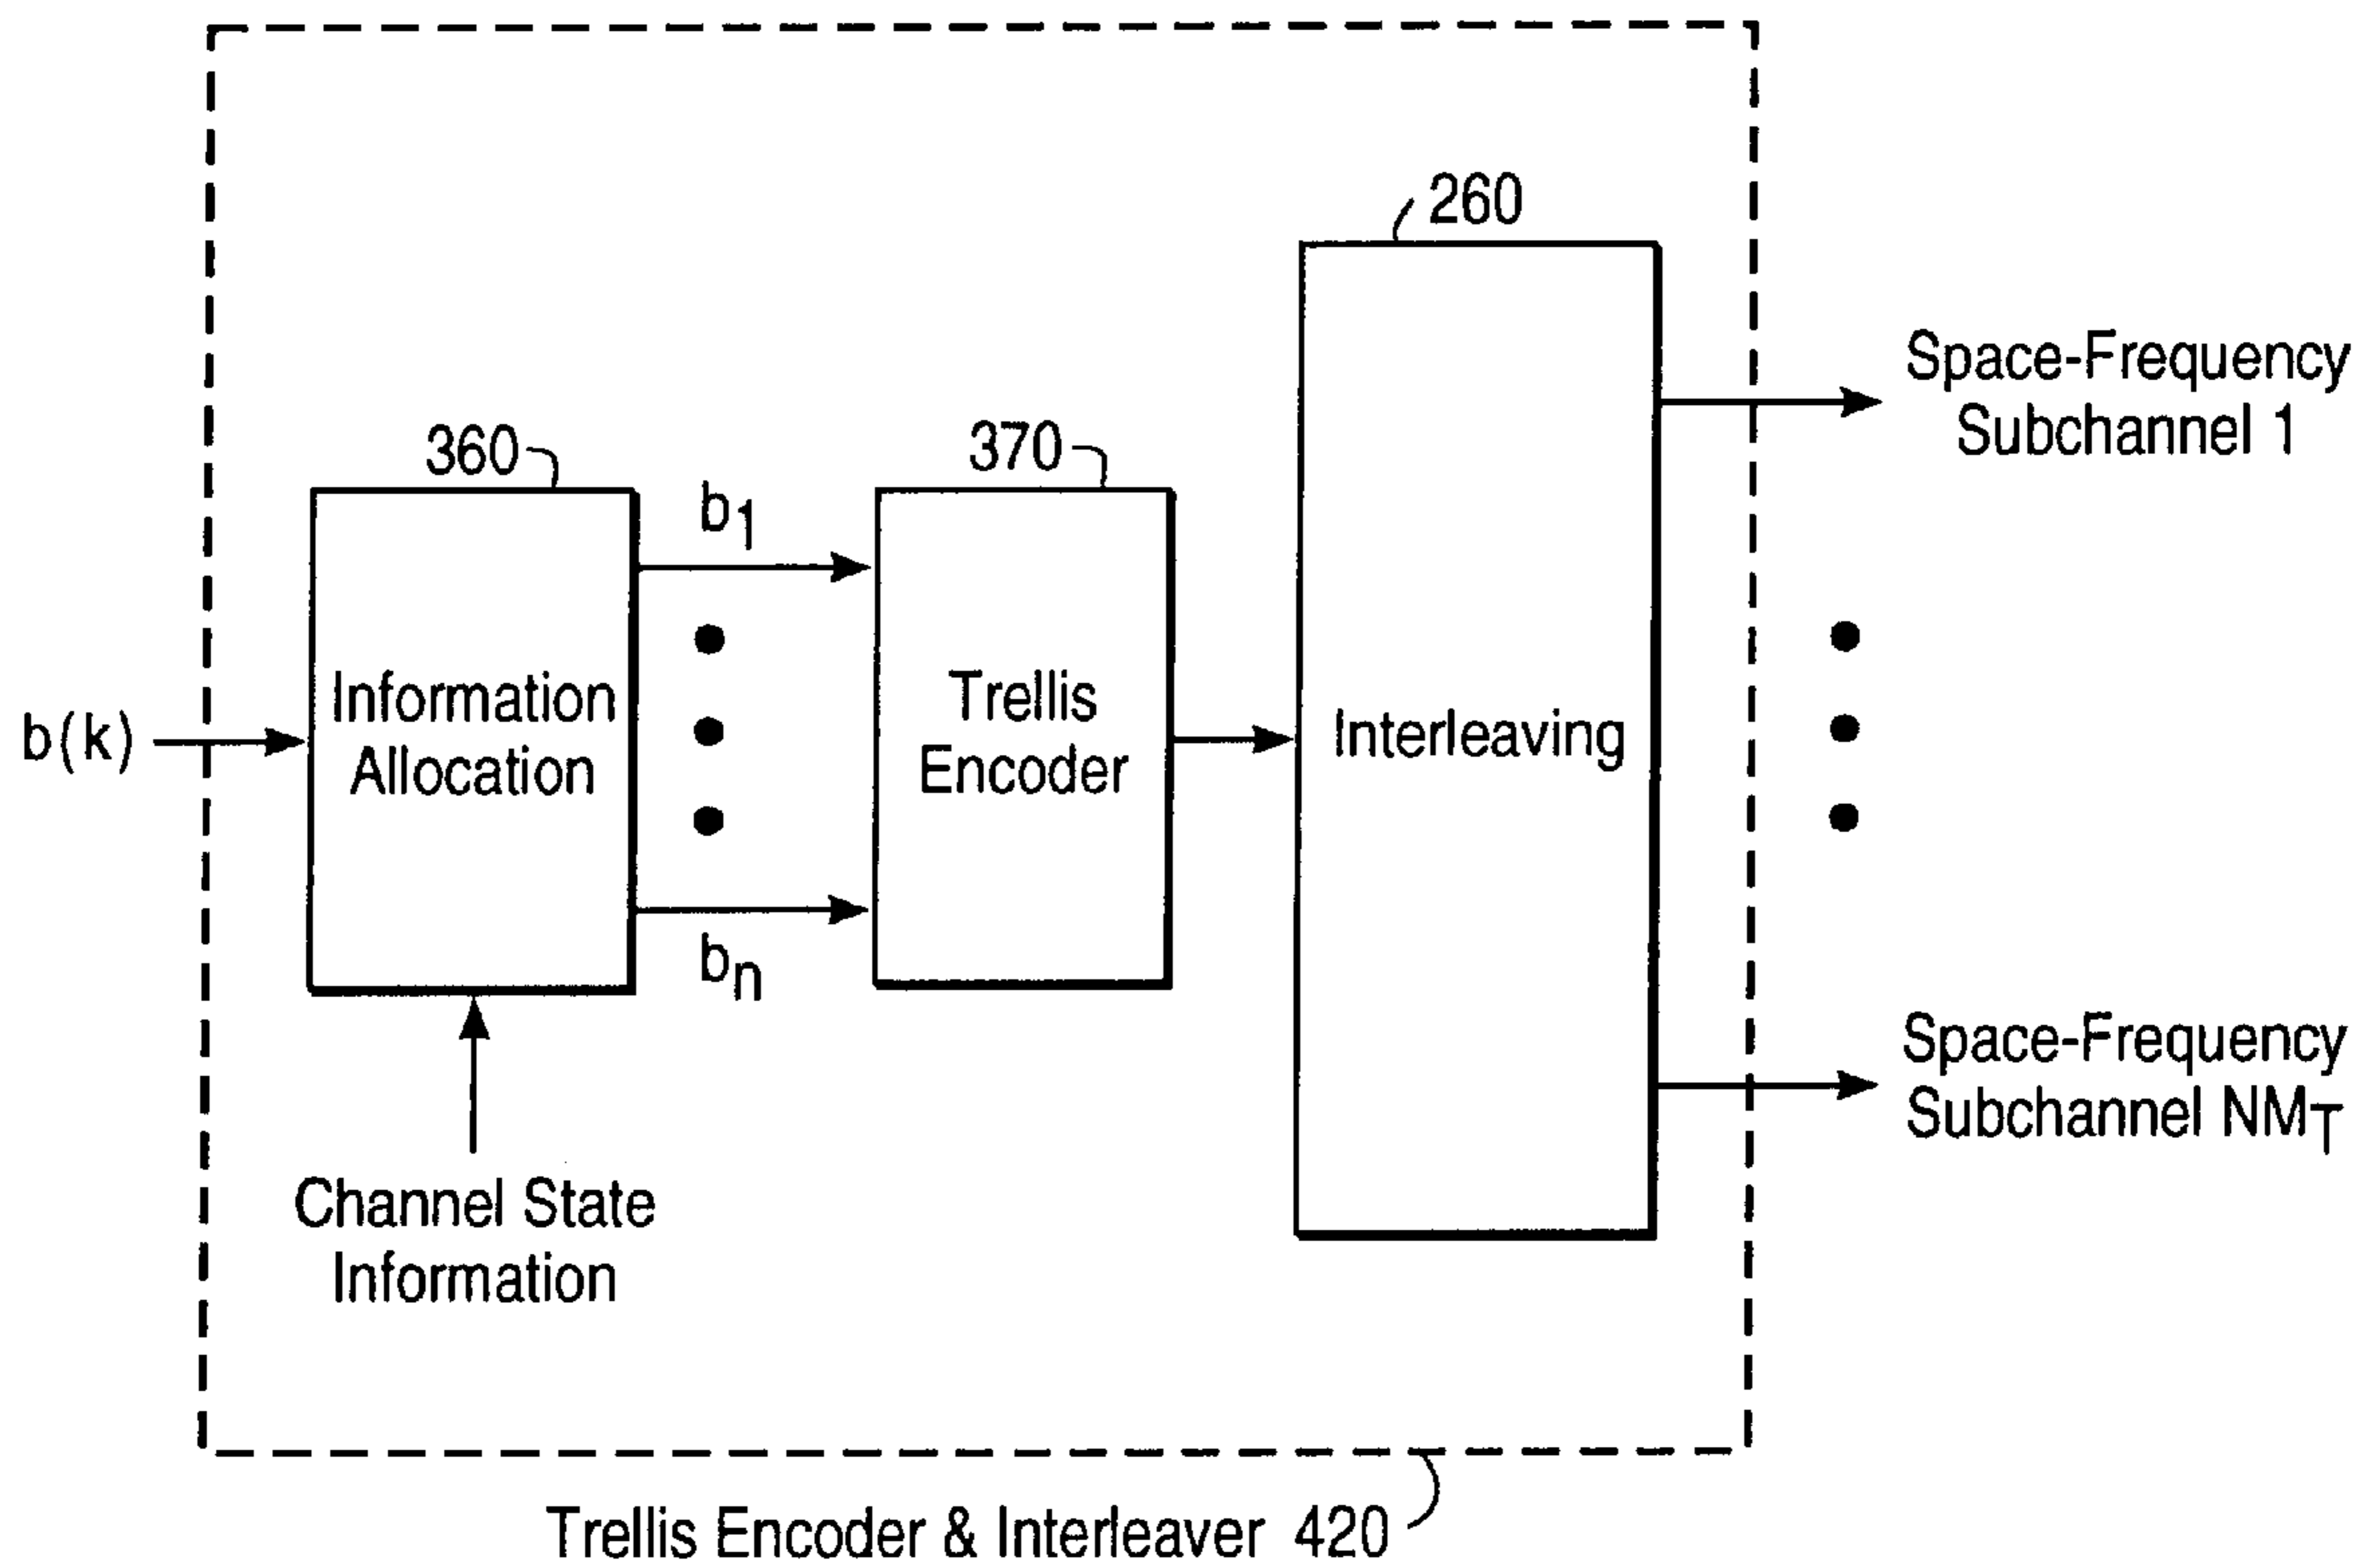 260
Space-Frequency
Subchannel 1
360
370
b1
b(k)
Information
Allocation
Trellis
Encoder
Interleaving
bn
Space-Frequency
Subchannel NMT
Channel State
Information
Trellis Encoder & Interleaver 420